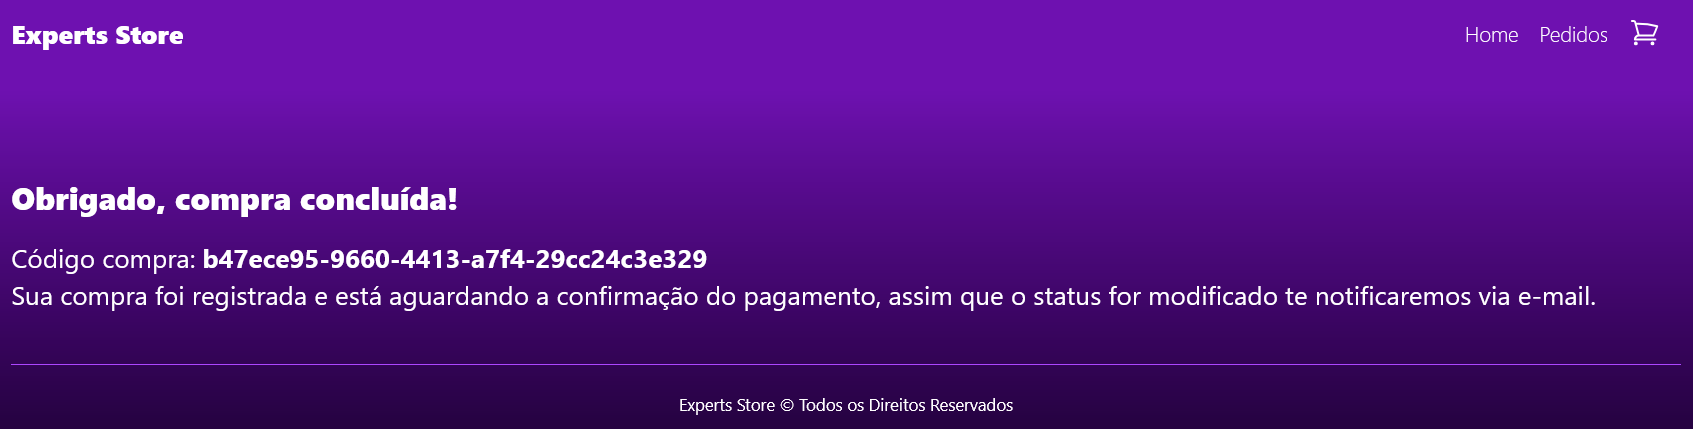 Experts Store
Home
Pedidos
Obrigado, compra concluída!
Código compra: b47ece95-9660-4413-a7f4-29cc24c3e329
Sua compra foi registrada e está aguardando a confirmação do pagamento, assim que o status for modificado te notificaremos via e-mail.
Experts Store © Todos os Direitos Reservados